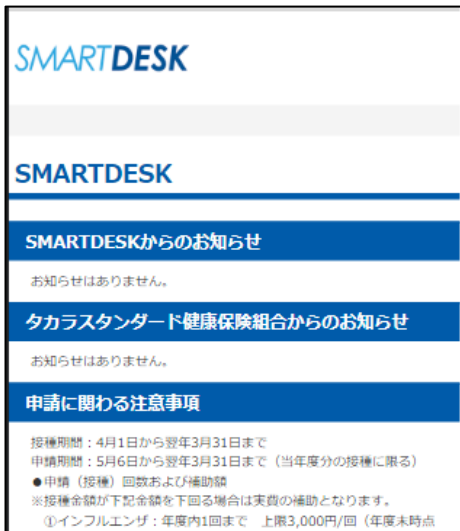 SMARTDESK
SMARTDESK
SMARTDESKからのお知らせ
お知らせはありません。
タカラスタンダード健康保険組合からのお知らせ
お知らせはありません。
申請に関わる注意事項
接種期間：4月1日から翌年3月31日まで
申請期間：5月6日から翌年3月31日まで（当年度分の接種に限る）
●申請（接種）回数および補助額
※接種金額が下記金額を下回る場合は実費の補助となります。
①インフルエンザ：年度内1回まで　上限3,000円/回（年度末時点